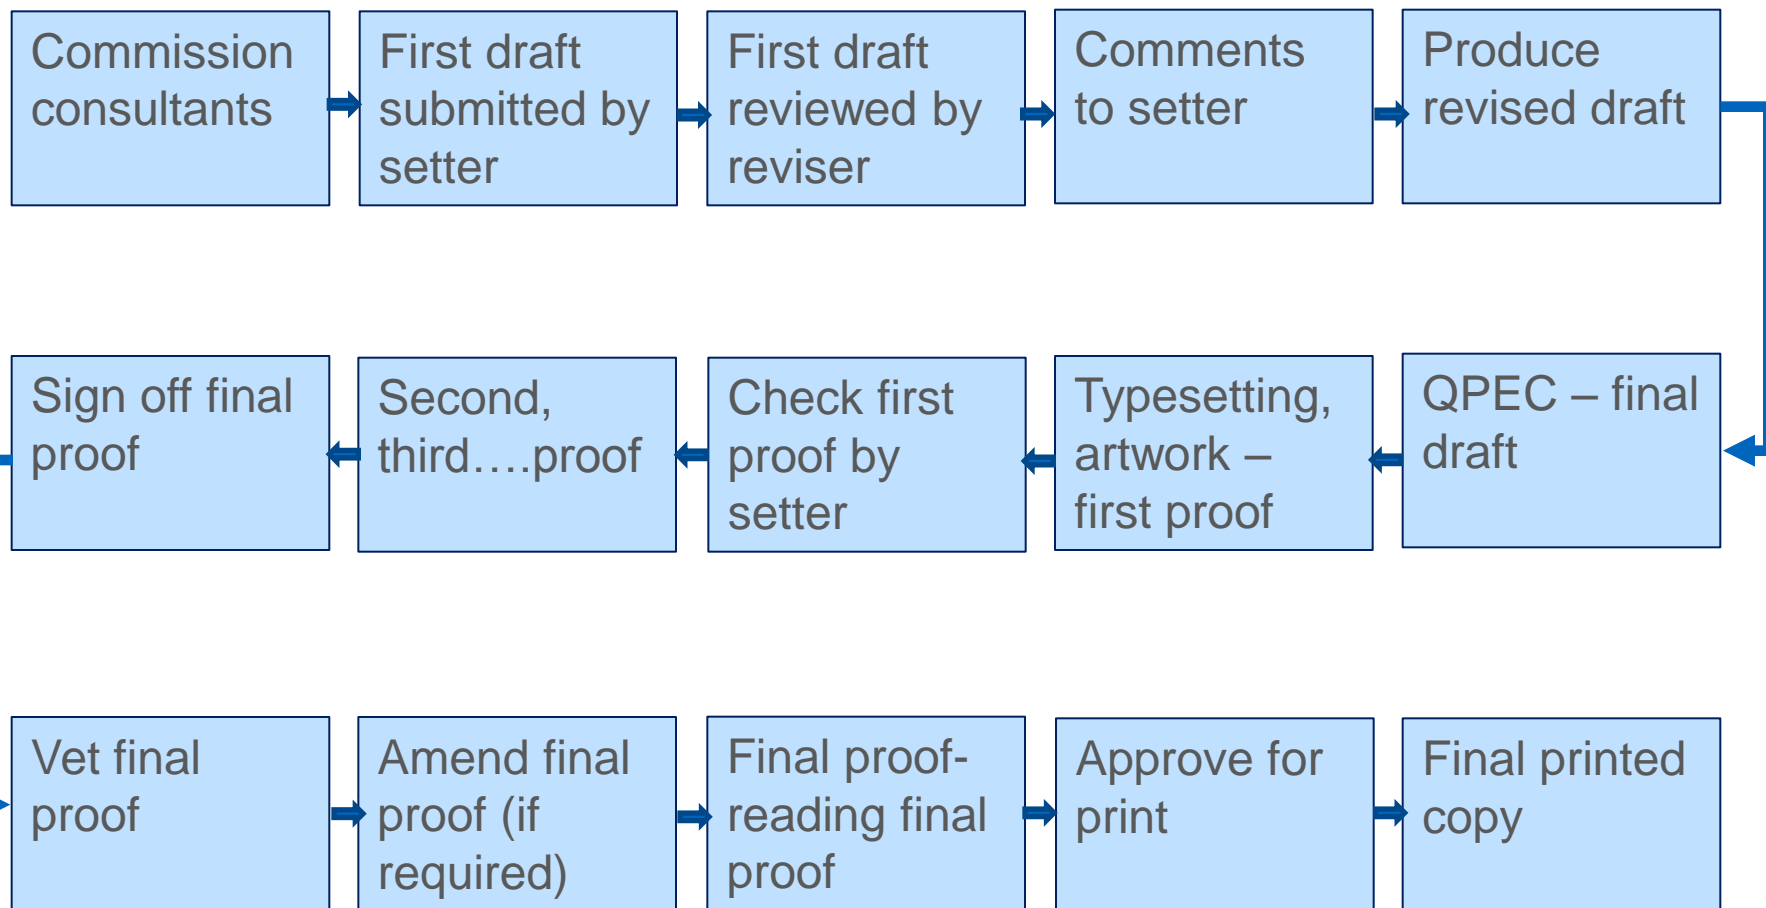 Commission
consultants
First draft
submitted by
setter
First draft
reviewed by
reviser
Comments
to setter
Produce
revised draft
Sign off final
proof
Second,
third….proof
Check first
proof by
setter
Typesetting,
artwork –
first proof
QPEC – final
draft
Vet final
proof
Amend final
proof (if
required)
Final proof-
reading final
proof
Approve for
print
Final printed
copy